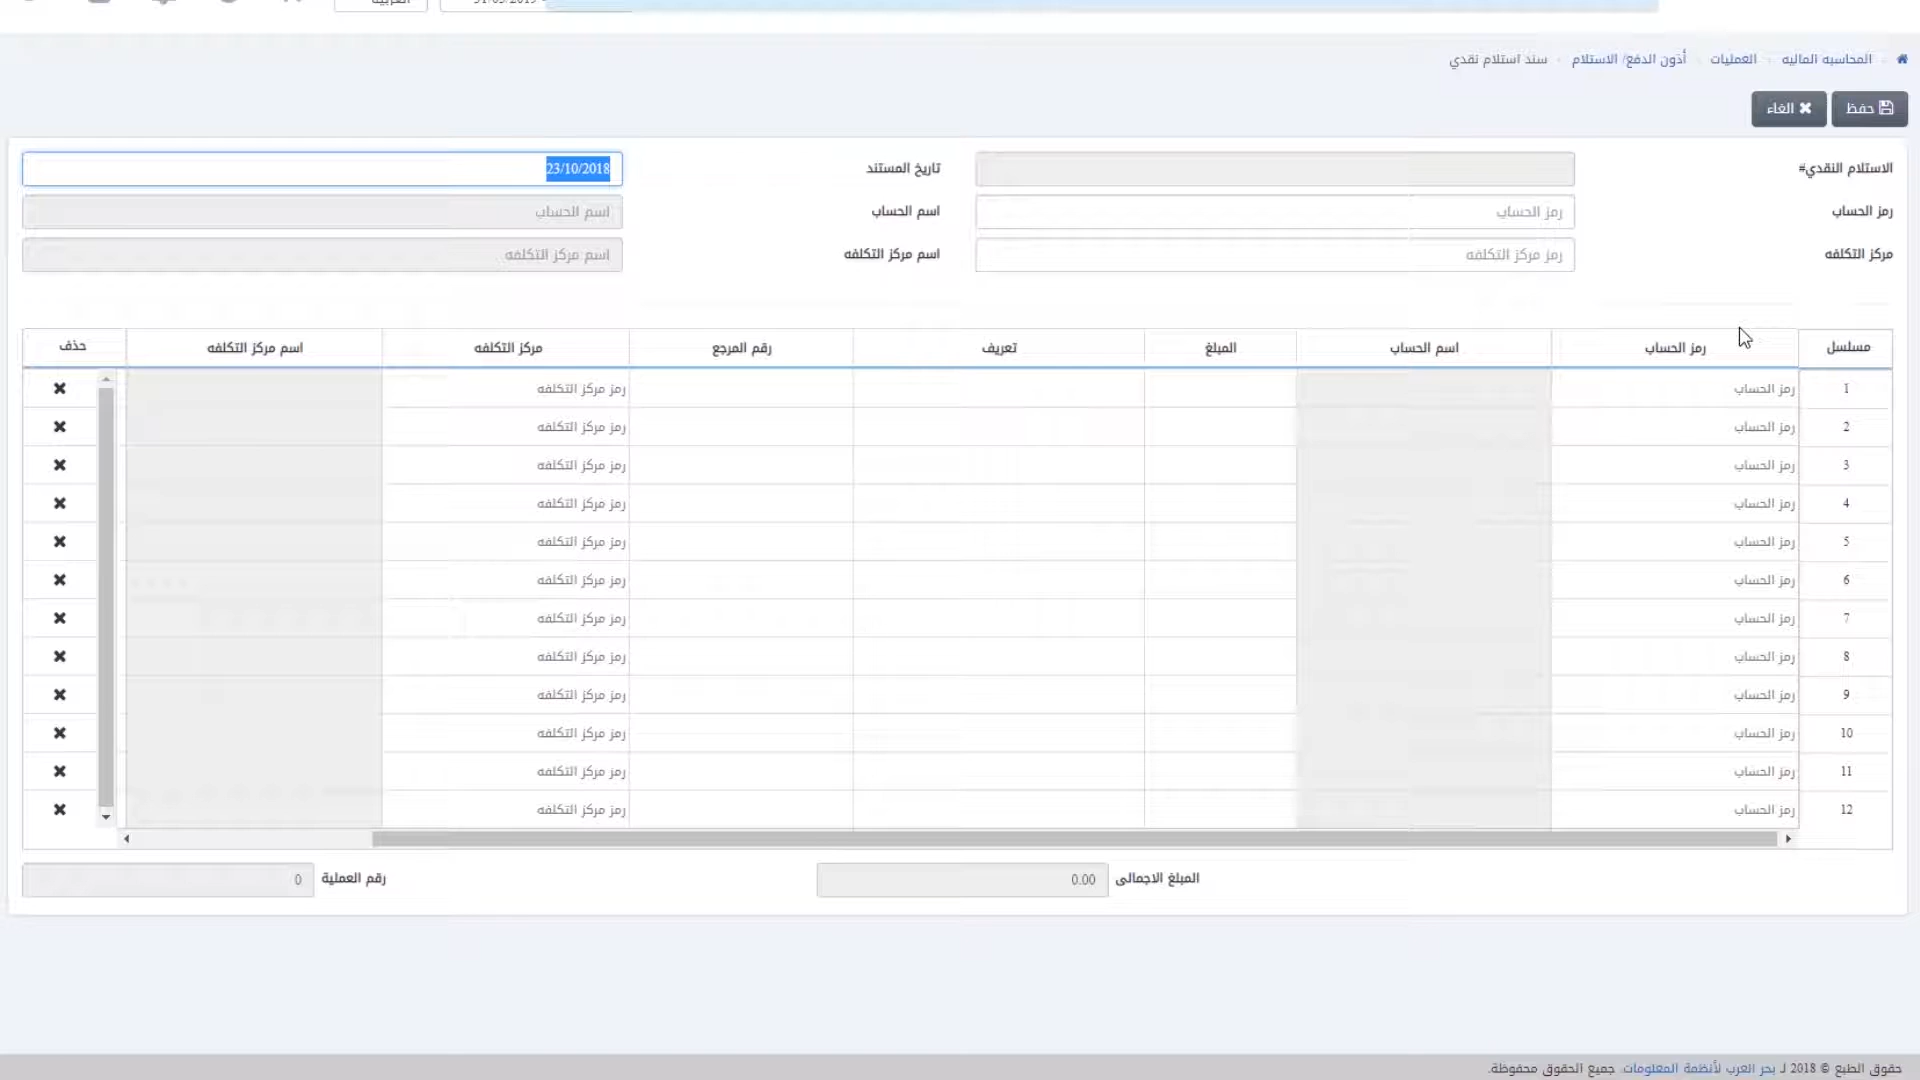 المحاسبه الماليه العمليات أذون الدفع/ الاستلام سند استلام نقدي
حفظ الغاء
الاستلام النقدي# تاريخ المستند 23/10/2018
رمز الحساب رمز الحساب اسم الحساب اسم الحساب
مركز التكلفه رمز مركز التكلفه اسم مركز التكلفه اسم مركز التكلفه
مسلسل رمز الحساب اسم الحساب المبلغ تعريف رقم المرجع مركز التكلفه اسم مركز التكلفه حذف
1 رمز الحساب رمز مركز التكلفه
2 رمز الحساب رمز مركز التكلفه
3 رمز الحساب رمز مركز التكلفه
4 رمز الحساب رمز مركز التكلفه
5 رمز الحساب رمز مركز التكلفه
6 رمز الحساب رمز مركز التكلفه
7 رمز الحساب رمز مركز التكلفه
8 رمز الحساب رمز مركز التكلفه
9 رمز الحساب رمز مركز التكلفه
10 رمز الحساب رمز مركز التكلفه
11 رمز الحساب رمز مركز التكلفه
12 رمز الحساب رمز مركز التكلفه
المبلغ الاجمالى 0.00 رقم العملية 0
حقوق الطبع © 2018 لـ بحر العرب لأنظمة المعلومات. جميع الحقوق محفوظة.